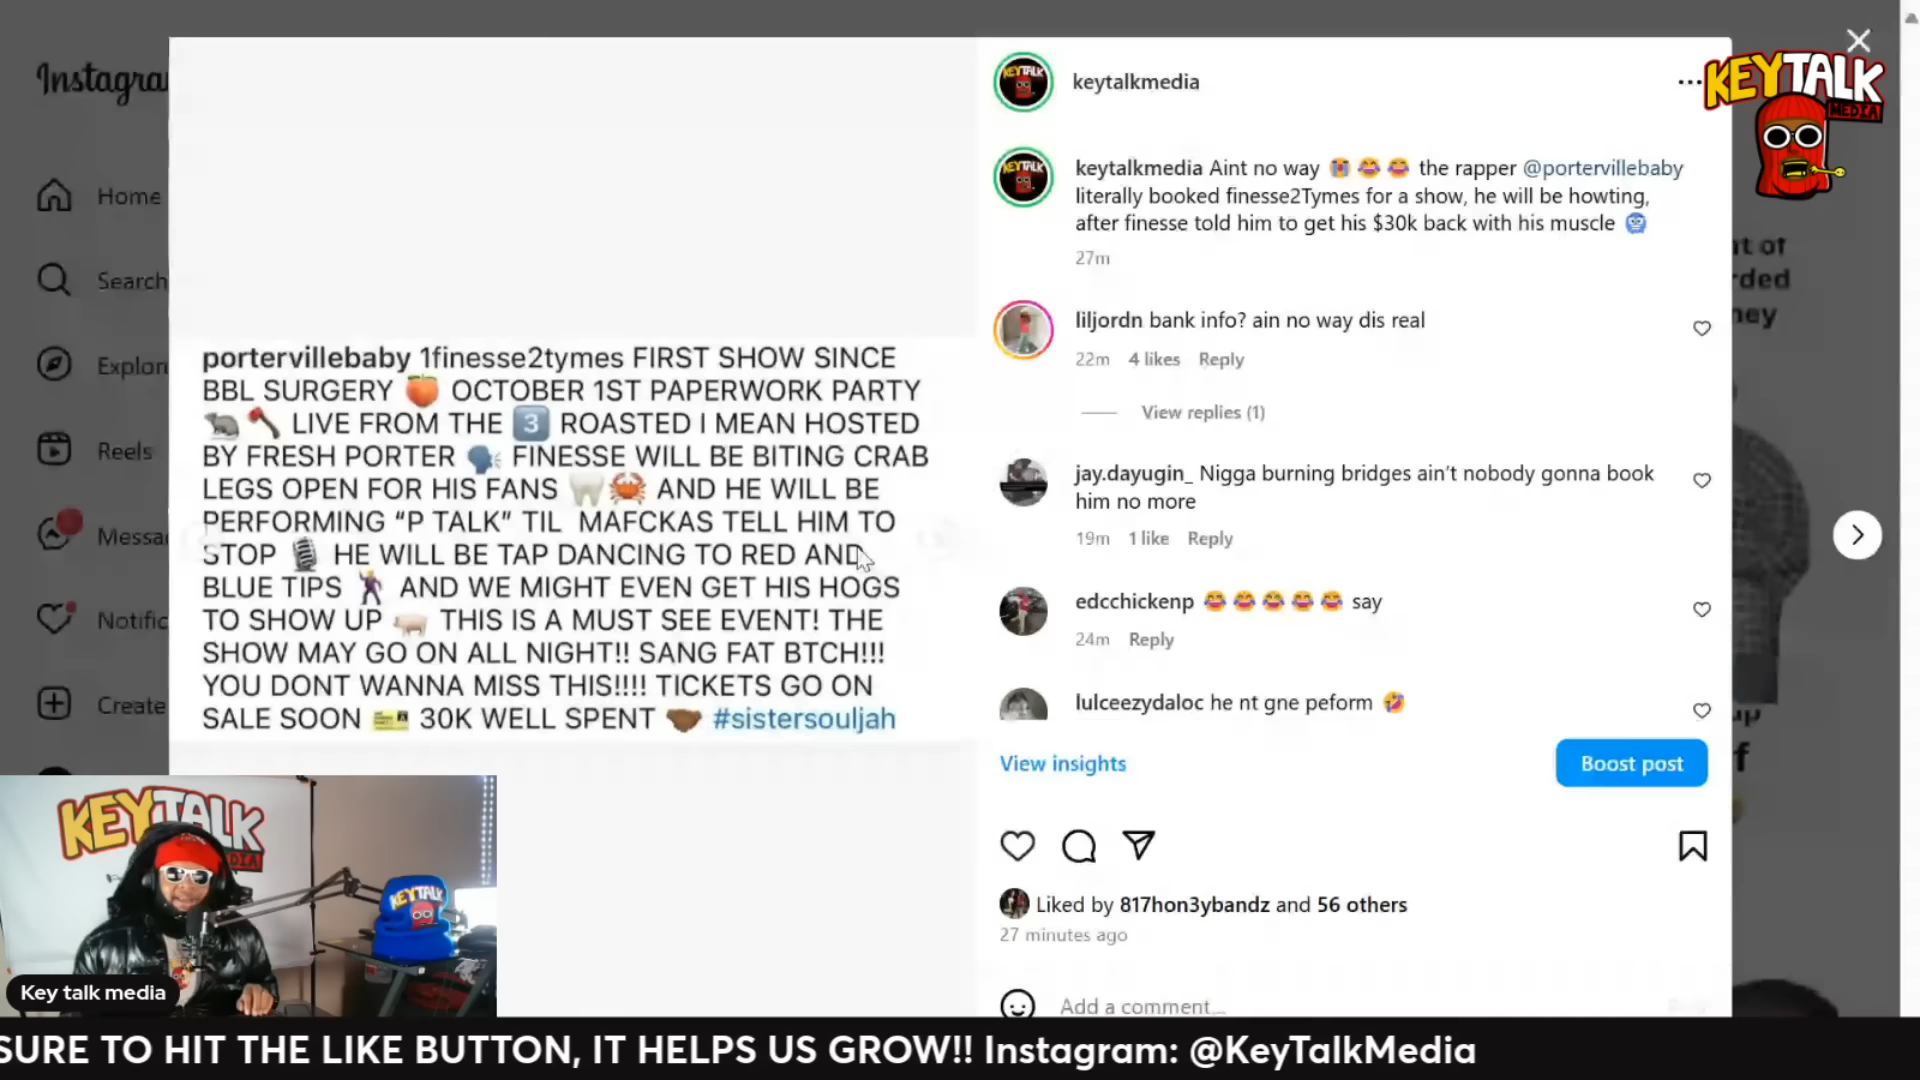 Instagra
Home
Search
Explor
Reels
Messa
Notific
Create
portervillebaby 1finesse2tymes FIRST SHOW SINCE
BBL SURGERY 🍑 OCTOBER 1ST PAPERWORK PARTY
🐀🪓 LIVE FROM THE 3️⃣ ROASTED I MEAN HOSTED
BY FRESH PORTER 🗣️ FINESSE WILL BE BITING CRAB
LEGS OPEN FOR HIS FANS 🦷🦀 AND HE WILL BE
PERFORMING “P TALK” TIL MAFCKAS TELL HIM TO
STOP 🎙️ HE WILL BE TAP DANCING TO RED AND
BLUE TIPS 🕺 AND WE MIGHT EVEN GET HIS HOGS
TO SHOW UP 🐖 THIS IS A MUST SEE EVENT! THE
SHOW MAY GO ON ALL NIGHT!! SANG FAT BTCH!!!
YOU DONT WANNA MISS THIS!!!! TICKETS GO ON
SALE SOON 🎫 30K WELL SPENT 🤝🏾 #sistersouljah
keytalkmedia
keytalkmedia Aint no way 😭😂😂 the rapper @portervillebaby
literally booked finesse2Tymes for a show, he will be howting,
after finesse told him to get his $30k back with his muscle 🥶
27m
liljordn bank info? ain no way dis real
22m 4 likes Reply
View replies (1)
jay.dayugin_ Nigga burning bridges ain’t nobody gonna book
him no more
19m 1 like Reply
edcchickenp 😂😂😂😂😂 say
24m Reply
lulceezydaloc he nt gne peform 🤣
View insights
Boost post
Liked by 817hon3ybandz and 56 others
27 minutes ago
Add a comment...
KEYTALK
MEDIA
t of
rded
ney
up
f
KEYTALK
DIA
KEYTALK
Key talk media
SURE TO HIT THE LIKE BUTTON, IT HELPS US GROW!! Instagram: @KeyTalkMedia